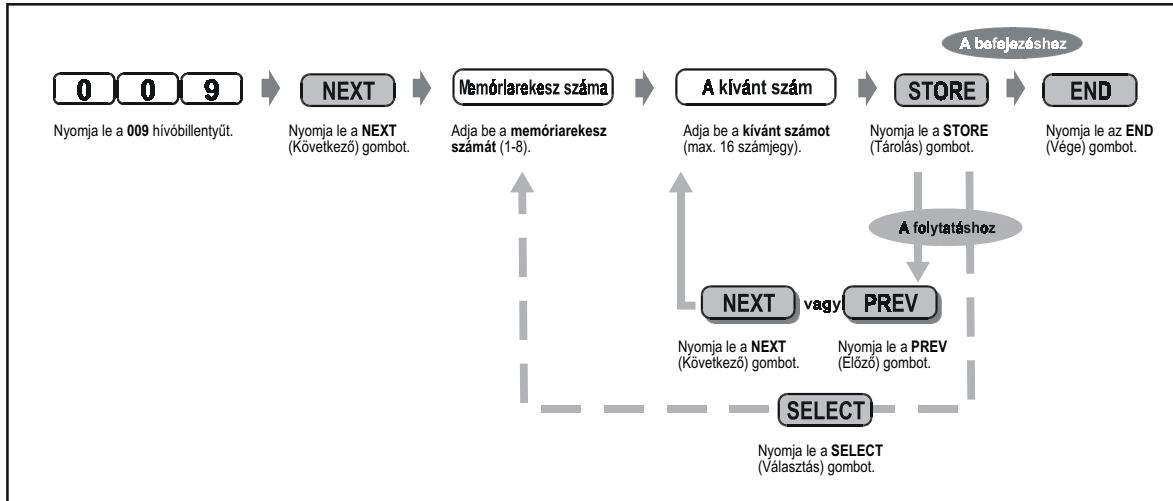 A befejezéshez
0 0 9
NEXT
Memóriarekesz száma
A kívánt szám
STORE
END
Nyomja le a 009 hívóbillentyűt.
Nyomja le a NEXT
(Következő) gombot.
Adja be a memóriarekesz
számát (1-8).
Adja be a kívánt számot
(max. 16 számjegy).
Nyomja le a STORE
(Tárolás) gombot.
Nyomja le az END
(Vége) gombot.
A folytatáshoz
NEXT vagy PREV
Nyomja le a NEXT
(Következő) gombot.
Nyomja le a PREV
(Előző) gombot.
SELECT
Nyomja le a SELECT
(Választás) gombot.